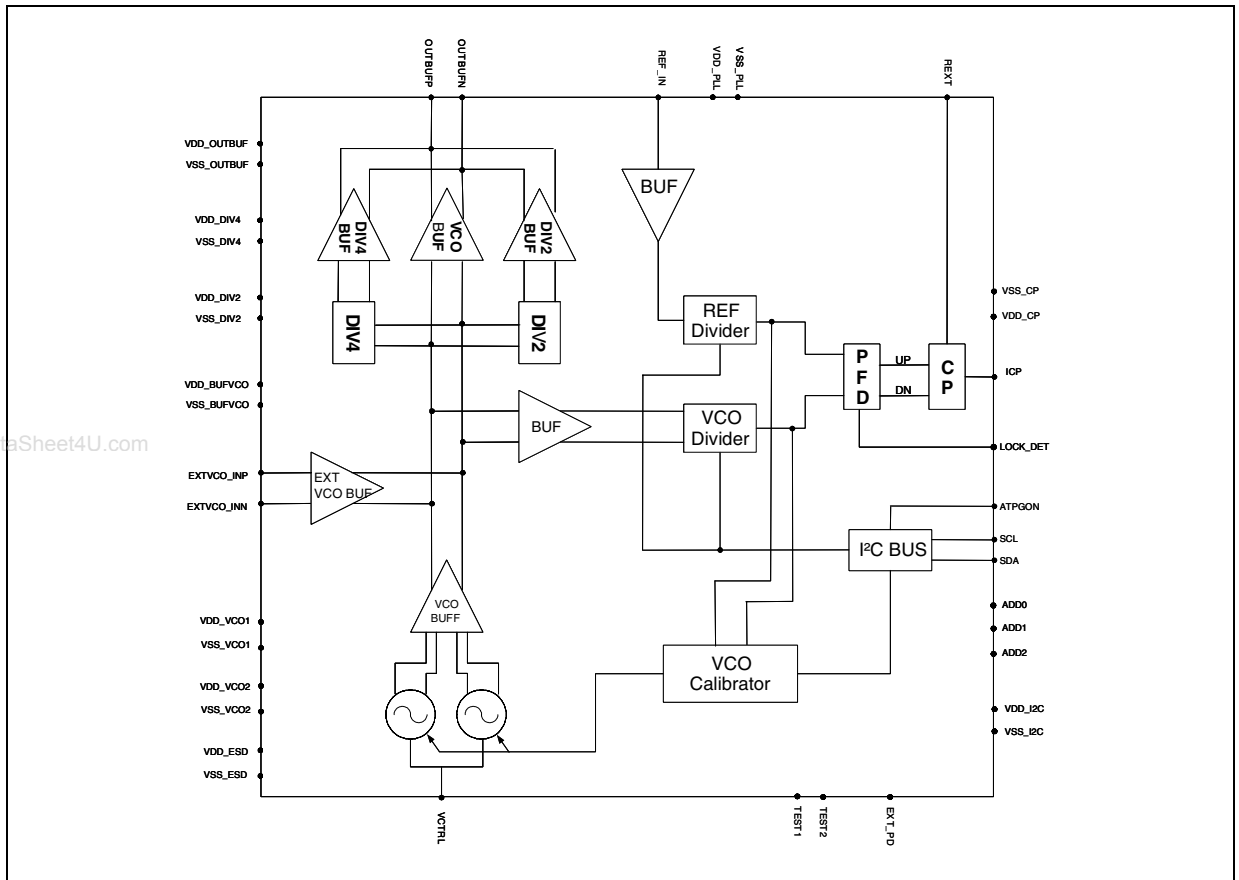 OUTBUFP
OUTBUFN
REF_IN
VDD_PLL
VSS_PLL
REXT
VDD_OUTBUF
VSS_OUTBUF
VDD_DIV4
VSS_DIV4
VDD_DIV2
VSS_DIV2
VDD_BUFVCO
VSS_BUFVCO
EXTVCO_INP
EXTVCO_INN
VDD_VCO1
VSS_VCO1
VDD_VCO2
VSS_VCO2
VDD_ESD
VSS_ESD
DIV4
BUF
VCO
BUF
DIV2
BUF
DIV4
DIV2
BUF
REF
Divider
VCO
Divider
BUF
EXT
VCO BUF
VCO
BUFF
PFD
UP
DN
CP
I²C BUS
VCO
Calibrator
VSS_CP
VDD_CP
ICP
LOCK_DET
ATPGON
SCL
SDA
ADD0
ADD1
ADD2
VDD_I2C
VSS_I2C
VCTRL
TEST1
TEST2
EXT_PD
taSheet4U.com